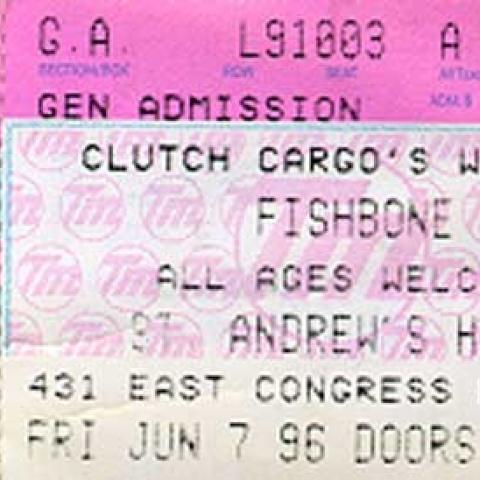 G.A. L91003 A
SECTION/BOX ROW SEAT
GEN ADMISSION ADM.$
CLUTCH CARGO'S W
FISHBONE
ALL AGES WELC
ANDREW'S H
431 EAST CONGRESS
FRI JUN 7 96 DOORS